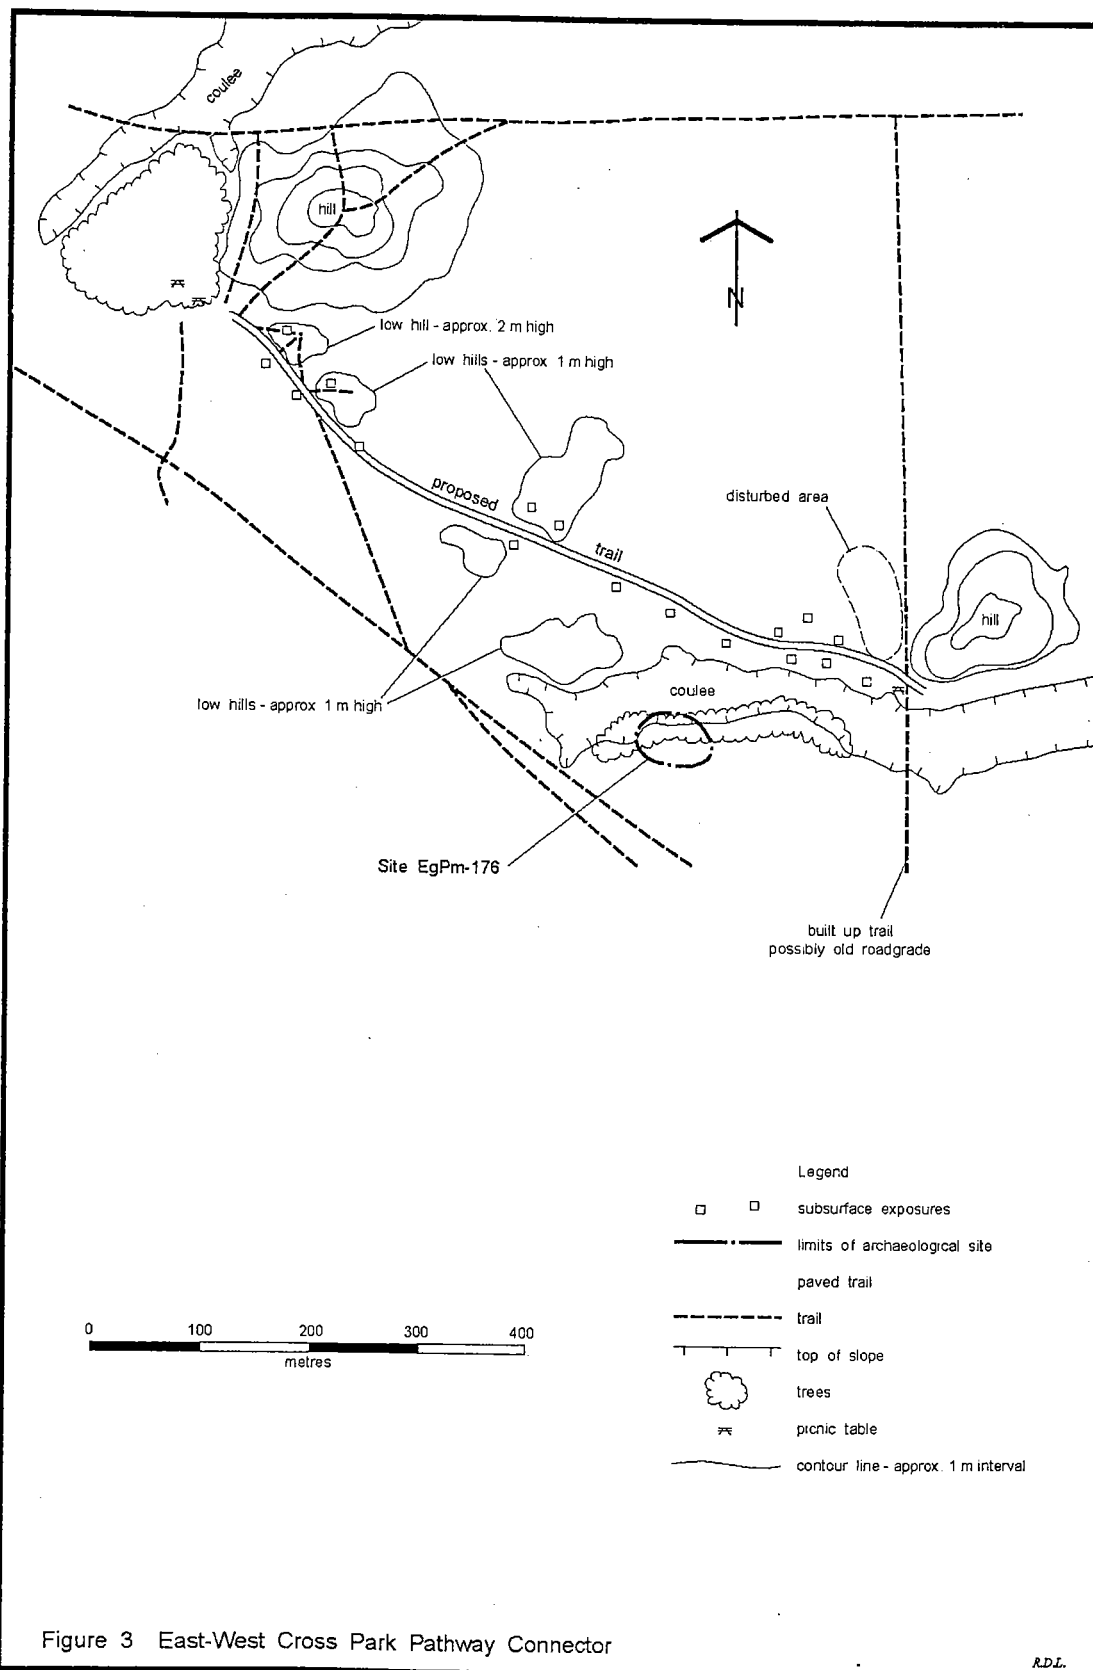 coulee
hill
N
low hill - approx. 2 m high
low hills - approx 1 m high
proposed
trail
disturbed area
hill
coulee
low hills - approx 1 m high
Site EgPm-176
built up trail
possibly old roadgrade
Legend
subsurface exposures
limits of archaeological site
paved trail
trail
top of slope
trees
picnic table
contour line - approx. 1 m interval
0 100 200 300 400
metres
Figure 3 East-West Cross Park Pathway Connector
R.D.L.